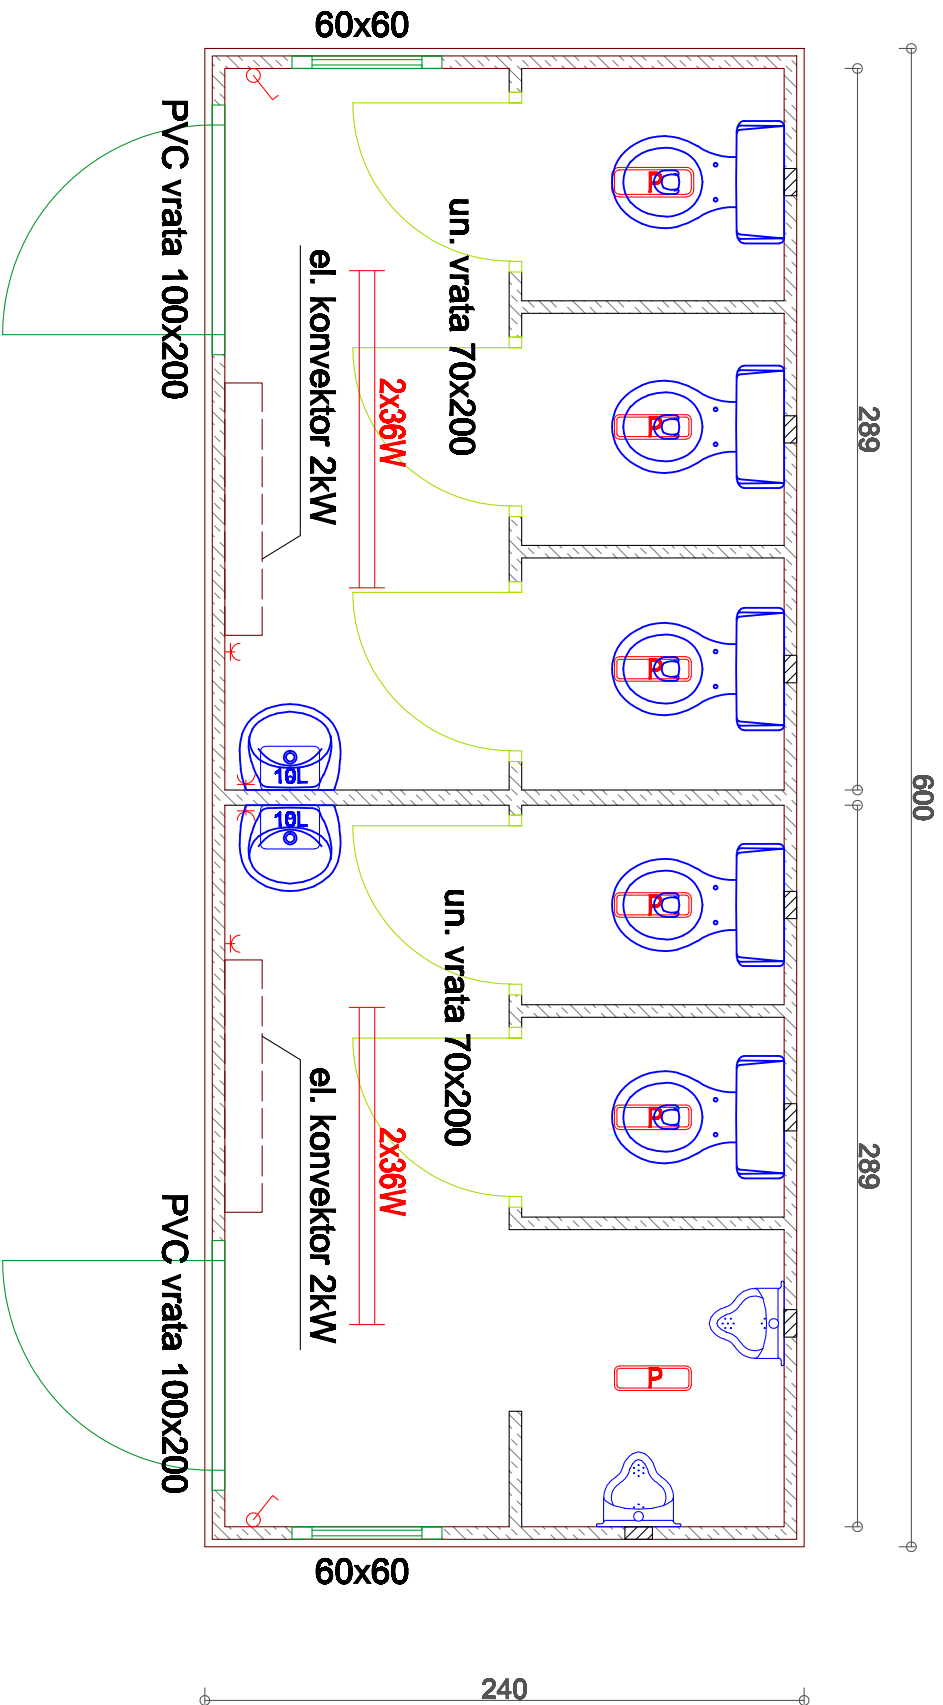 60x60
PVC vrata 100x200
un. vrata 70x200
el. konvektor 2kW
2x36W
P
P
P
289
600
10L
10L
P
un. vrata 70x200
P
289
2x36W
el. konvektor 2kW
PVC vrata 100x200
P
60x60
240